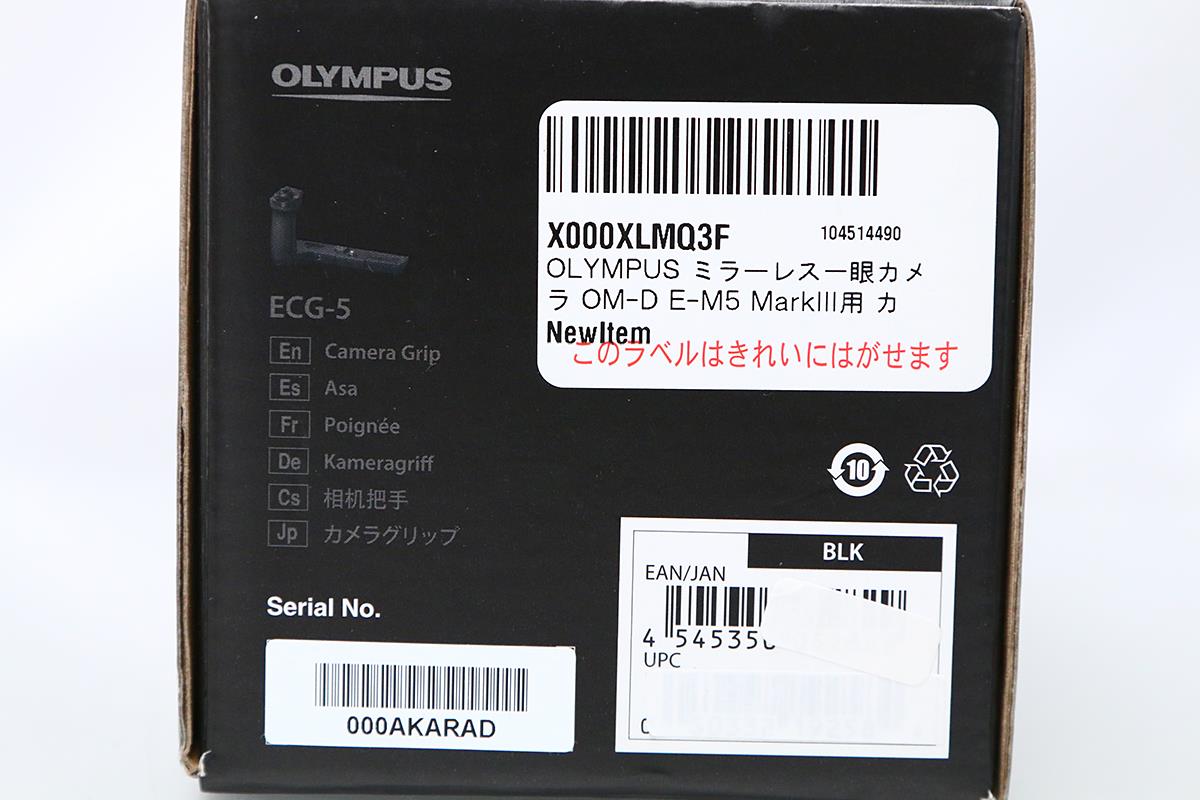 OLYMPUS
X000XLMQ3F 104514490
OLYMPUS ミラーレス一眼カメ
ラ OM-D E-M5 MarkIII用 カ
NewItem
このラベルはきれいにはがせます
ECG-5
En Camera Grip
Es Asa
Fr Poignée
De Kameragriff
Cs 相机把手
Jp カメラグリップ
10
BLK
EAN/JAN
4 545350
UPC
Serial No.
000AKARAD